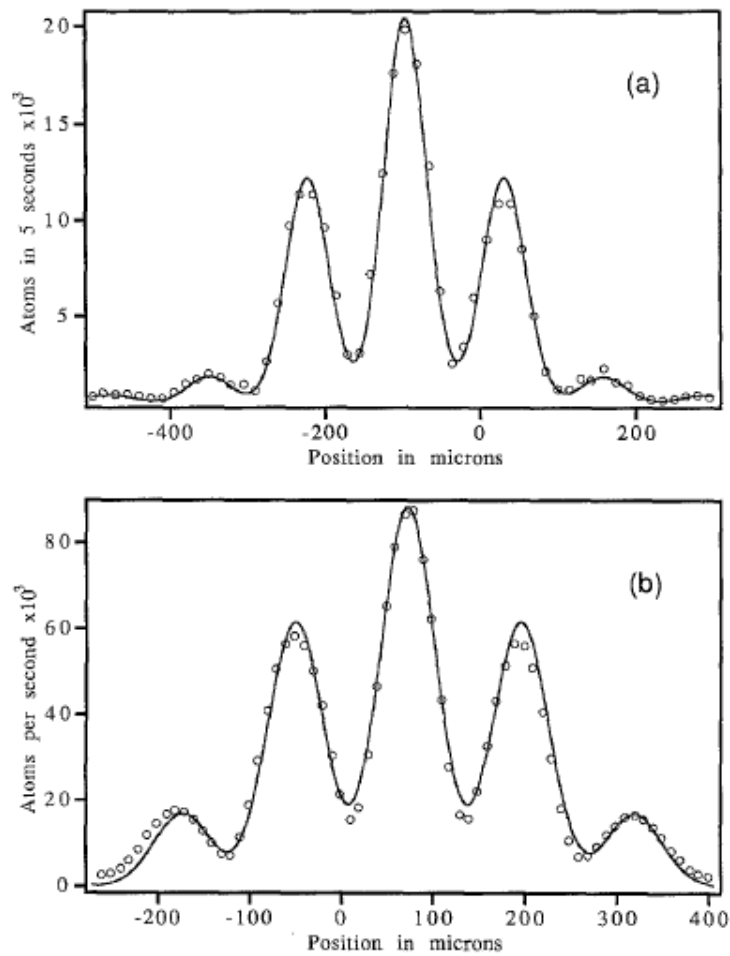 20
15
10
5
Atoms in 5 seconds x10³
(a)
-400 -200 0 200
Position in microns
80
60
40
20
0
Atoms per second x10³
(b)
-200 -100 0 100 200 300 400
Position in microns